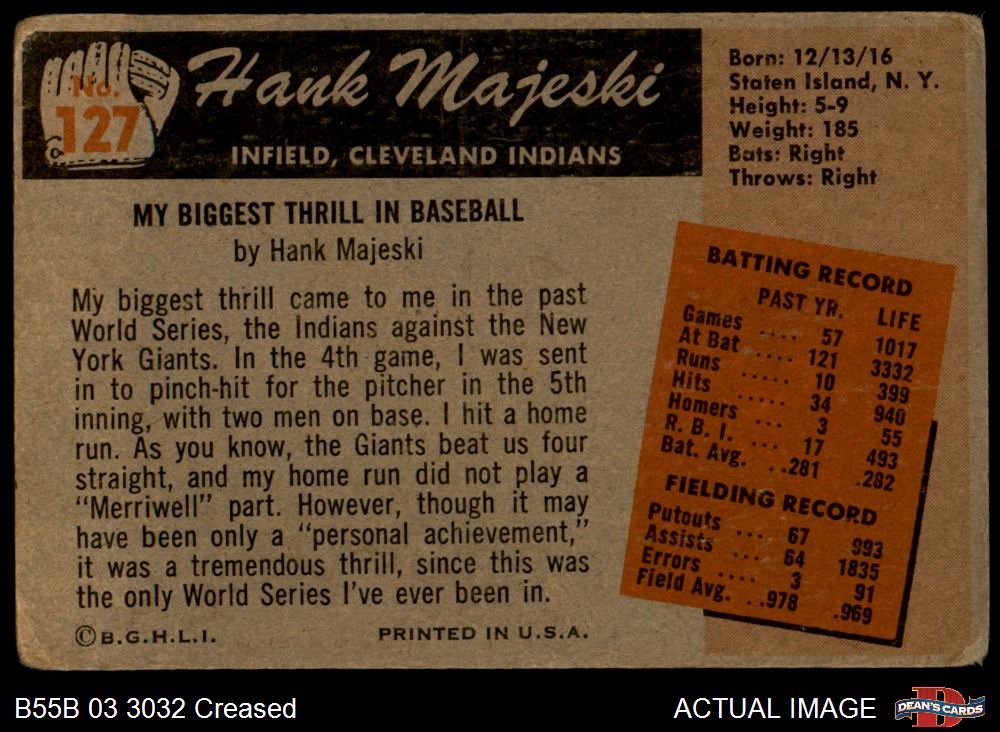 No.
127
Hank Majeski
INFIELD, CLEVELAND INDIANS
Born: 12/13/16
Staten Island, N. Y.
Height: 5-9
Weight: 185
Bats: Right
Throws: Right
MY BIGGEST THRILL IN BASEBALL
by Hank Majeski
My biggest thrill came to me in the past
World Series, the Indians against the New
York Giants. In the 4th game, I was sent
in to pinch-hit for the pitcher in the 5th
inning, with two men on base. I hit a home
run. As you know, the Giants beat us four
straight, and my home run did not play a
"Merriwell" part. However, though it may
have been only a "personal achievement,"
it was a tremendous thrill, since this was
the only World Series I've ever been in.
©B.G.H.L.I. PRINTED IN U.S.A.
BATTING RECORD
PAST YR. LIFE
Games .... 57 1017
At Bat ..... 121 3332
Runs ..... 10 399
Hits ..... 34 940
Homers ... 3 55
R. B. I. ... 17 493
Bat. Avg. ..281 .282
FIELDING RECORD
Putouts .... 67 993
Assists .... 64 1835
Errors .... 3 91
Field Avg. ..978 .969
B55B 03 3032 Creased
ACTUAL IMAGE
D
DEAN'S CARDS